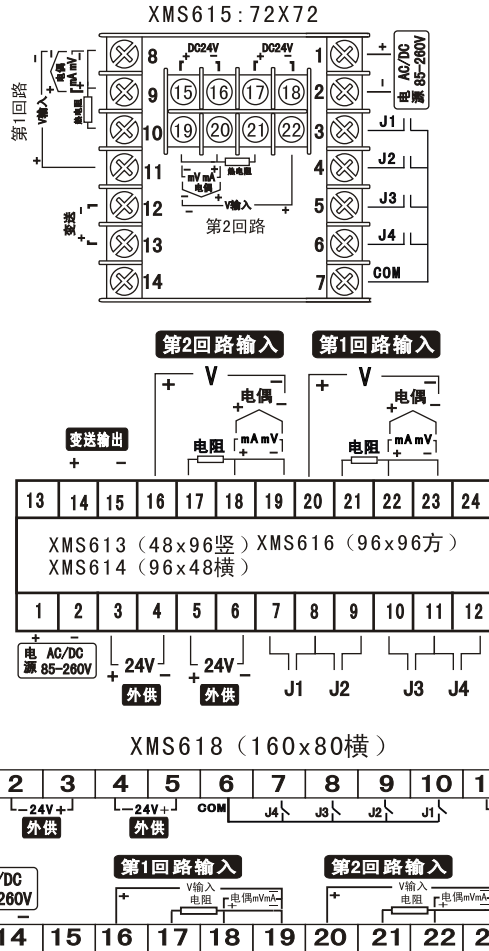 XMS615:72X72
DC24V DC24V
电偶
mA mV
热电阻
V输入
第1回路
变送
8
9
10
11
12
13
14
15 16 17 18
19 20 21 22
热电阻
mV mA
电偶
V输入
第2回路
1
2
3
4
5
6
7
AC/DC
电源 85-260V
J1
J2
J3
J4
COM
第2回路输入 第1回路输入
+ V − + V −
电偶 电偶
变送输出 电阻 mA mV 电阻 mA mV
+ −
13 14 15 16 17 18 19 20 21 22 23 24
XMS613（48x96竖）XMS616（96x96方）
XMS614（96x48横）
1 2 3 4 5 6 7 8 9 10 11 12
+ −
电源 AC/DC 85-260V
+ 24V − + 24V −
外供 外供
J1 J2 J3 J4
XMS618（160x80横）
2 3 4 5 6 7 8 9 10 1
−24V+ −24V+ COM J4 J3 J2 J1
外供 外供
第1回路输入 第2回路输入
/DC
260V
V输入 V输入
电阻 电偶mVmA 电阻 电偶mVmA
14 15 16 17 18 19 20 21 22 2